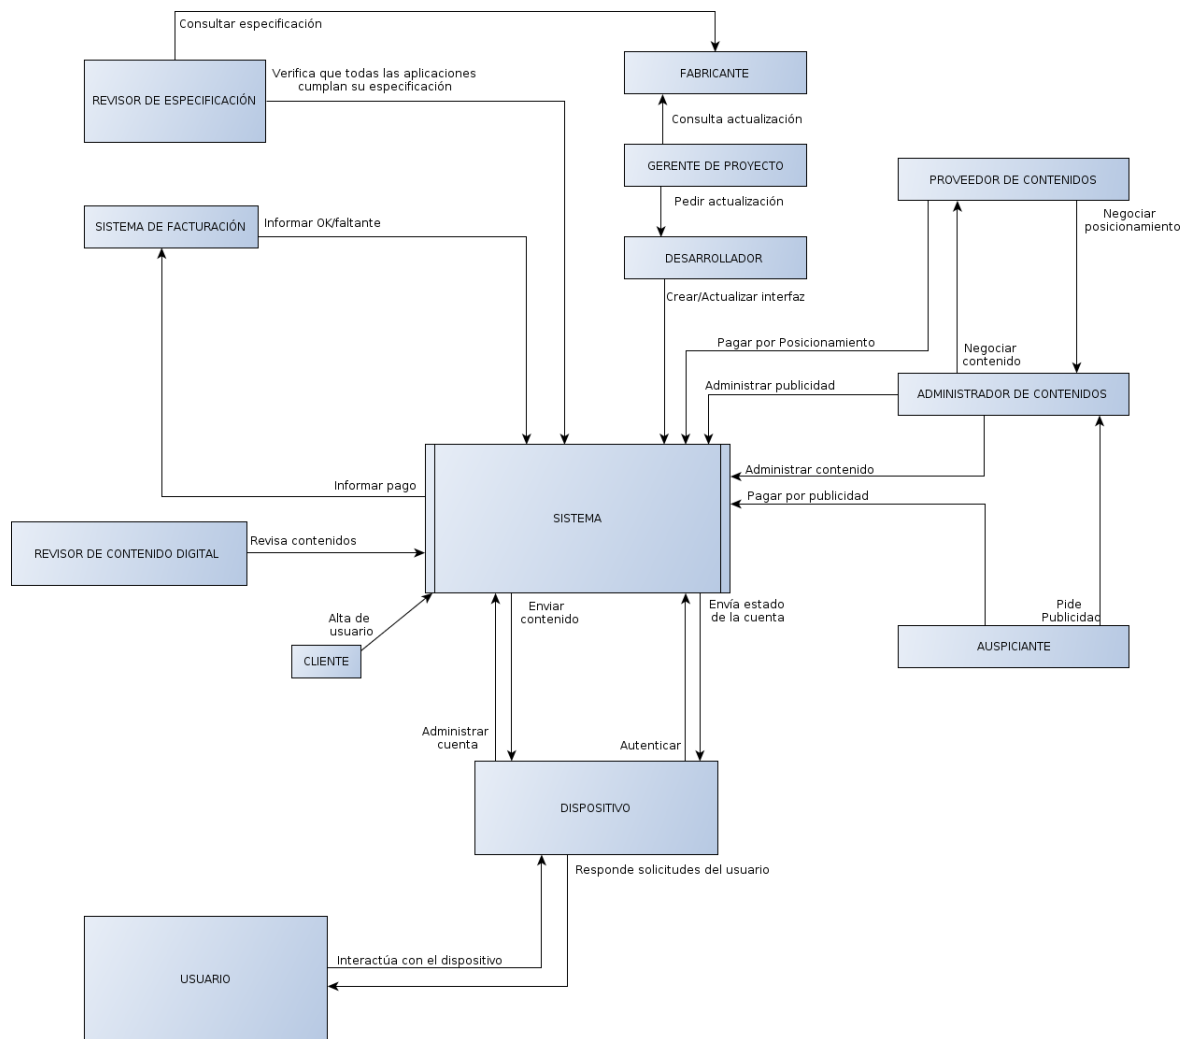 Consultar especificación
FABRICANTE
REVISOR DE ESPECIFICACIÓN
Verifica que todas las aplicaciones
cumplan su especificación
Consulta actualización
GERENTE DE PROYECTO
PROVEEDOR DE CONTENIDOS
Pedir actualización
SISTEMA DE FACTURACIÓN
Informar OK/faltante
Negociar
posicionamiento
DESARROLLADOR
Crear/Actualizar interfaz
Pagar por Posicionamiento
Negociar
contenido
Administrar publicidad
ADMINISTRADOR DE CONTENIDOS
Administrar contenido
Informar pago
Pagar por publicidad
SISTEMA
REVISOR DE CONTENIDO DIGITAL
Revisa contenidos
Alta de
usuario
Enviar
contenido
Envía estado
de la cuenta
Pide
Publicidad
CLIENTE
AUSPICIANTE
Administrar
cuenta
Autenticar
DISPOSITIVO
Responde solicitudes del usuario
Interactúa con el dispositivo
USUARIO